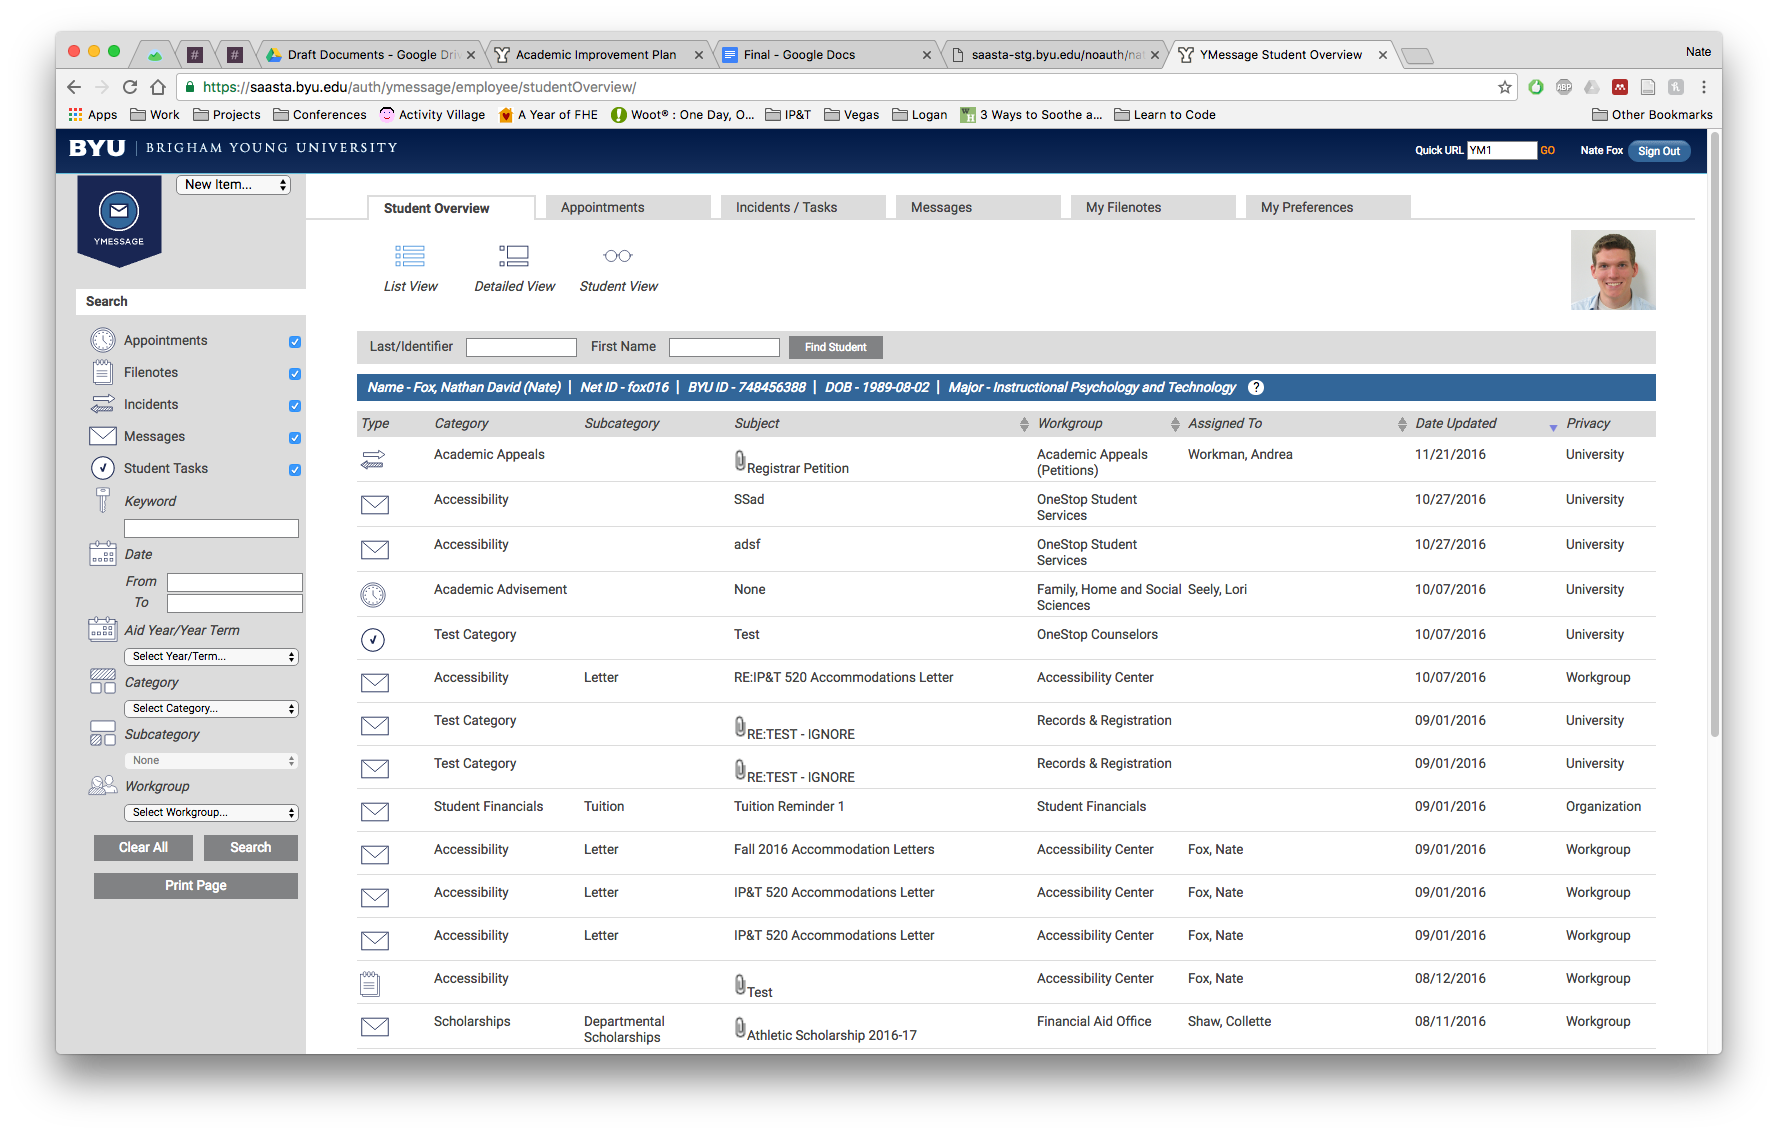 Draft Documents - Google Driv
Academic Improvement Plan
Final - Google Docs
saasta-stg.byu.edu/noauth/na
YMessage Student Overview
Nate
https://saasta.byu.edu/auth/ymessage/employee/studentOverview/
ABP
Apps
Work
Projects
Conferences
Activity Village
A Year of FHE
Woot® : One Day, O...
IP&T
Vegas
Logan
3 Ways to Soothe a...
Learn to Code
Other Bookmarks
BYU
BRIGHAM YOUNG UNIVERSITY
Quick URL YM1 GO
Nate Fox Sign Out
YMESSAGE
New Item...
Student Overview
Appointments
Incidents / Tasks
Messages
My Filenotes
My Preferences
List View
Detailed View
Student View
Search
Appointments
Filenotes
Incidents
Messages
Student Tasks
Keyword
Date
From
To
Aid Year/Year Term
Select Year/Term...
Category
Select Category...
Subcategory
None
Workgroup
Select Workgroup...
Clear All
Search
Print Page
Last/Identifier First Name Find Student
Name - Fox, Nathan David (Nate) | Net ID - fox016 | BYU ID - 748456388 | DOB - 1989-08-02 | Major - Instructional Psychology and Technology ?
Type Category Subcategory Subject Workgroup Assigned To Date Updated Privacy
Academic Appeals Registrar Petition Academic Appeals (Petitions) Workman, Andrea 11/21/2016 University
Accessibility SSad OneStop Student Services 10/27/2016 University
Accessibility adsf OneStop Student Services 10/27/2016 University
Academic Advisement None Family, Home and Social Sciences Seely, Lori 10/07/2016 University
Test Category Test OneStop Counselors 10/07/2016 University
Accessibility Letter RE:IP&T 520 Accommodations Letter Accessibility Center 10/07/2016 Workgroup
Test Category RE:TEST - IGNORE Records & Registration 09/01/2016 University
Test Category RE:TEST - IGNORE Records & Registration 09/01/2016 University
Student Financials Tuition Tuition Reminder 1 Student Financials 09/01/2016 Organization
Accessibility Letter Fall 2016 Accommodation Letters Accessibility Center Fox, Nate 09/01/2016 Workgroup
Accessibility Letter IP&T 520 Accommodations Letter Accessibility Center Fox, Nate 09/01/2016 Workgroup
Accessibility Letter IP&T 520 Accommodations Letter Accessibility Center Fox, Nate 09/01/2016 Workgroup
Accessibility Test Accessibility Center Fox, Nate 08/12/2016 Workgroup
Scholarships Departmental Scholarships Athletic Scholarship 2016-17 Financial Aid Office Shaw, Collette 08/11/2016 Workgroup